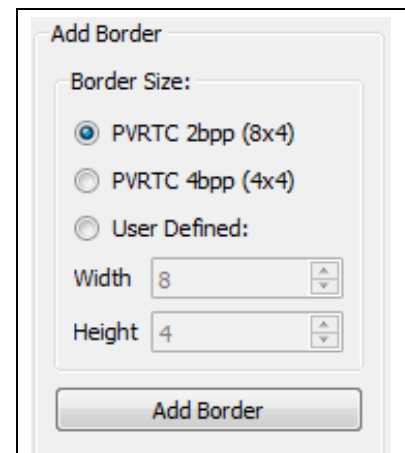 Add Border
Border Size:
PVRTC 2bpp (8x4)
PVRTC 4bpp (4x4)
User Defined:
Width 8
Height 4
Add Border